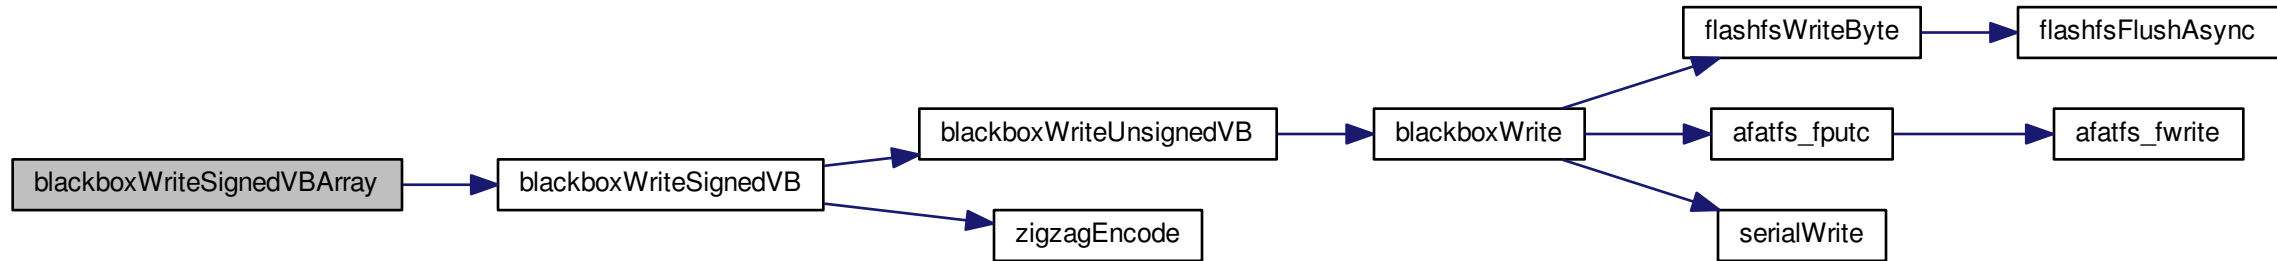 blackboxWriteSignedVBArray
blackboxWriteSignedVB
blackboxWriteUnsignedVB
zigzagEncode
blackboxWrite
flashfsWriteByte
flashfsFlushAsync
afatfs_fputc
afatfs_fwrite
serialWrite